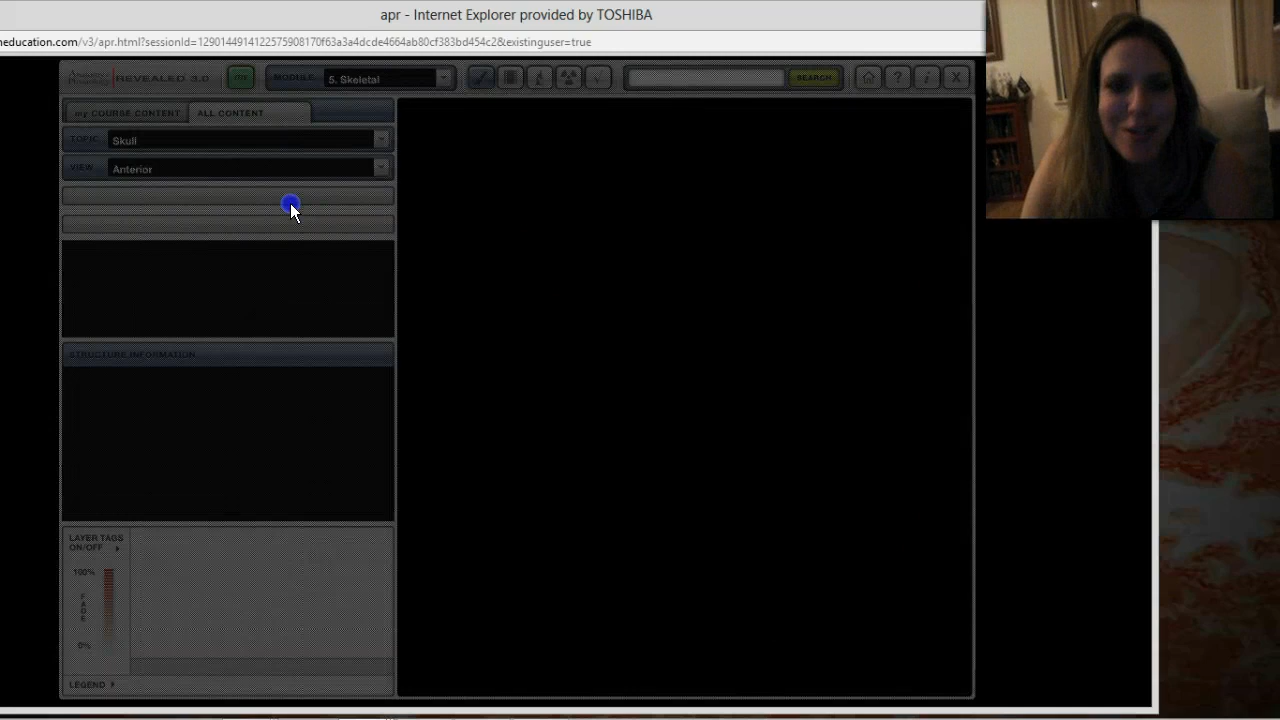 apr - Internet Explorer provided by TOSHIBA
neducation.com/v3/apr.html?sessionId=1290144914122575908170f63a3a4dcde4664ab80cf383bd454c2&existinguser=true
REVEALED 3.0
MODULE: 5. Skeletal
SEARCH
? i X
my COURSE CONTENT ALL CONTENT
TOPIC Skull
VIEW Anterior
STRUCTURE INFORMATION
LAYER TAGS
ON/OFF
100%
FADE
0%
LEGEND